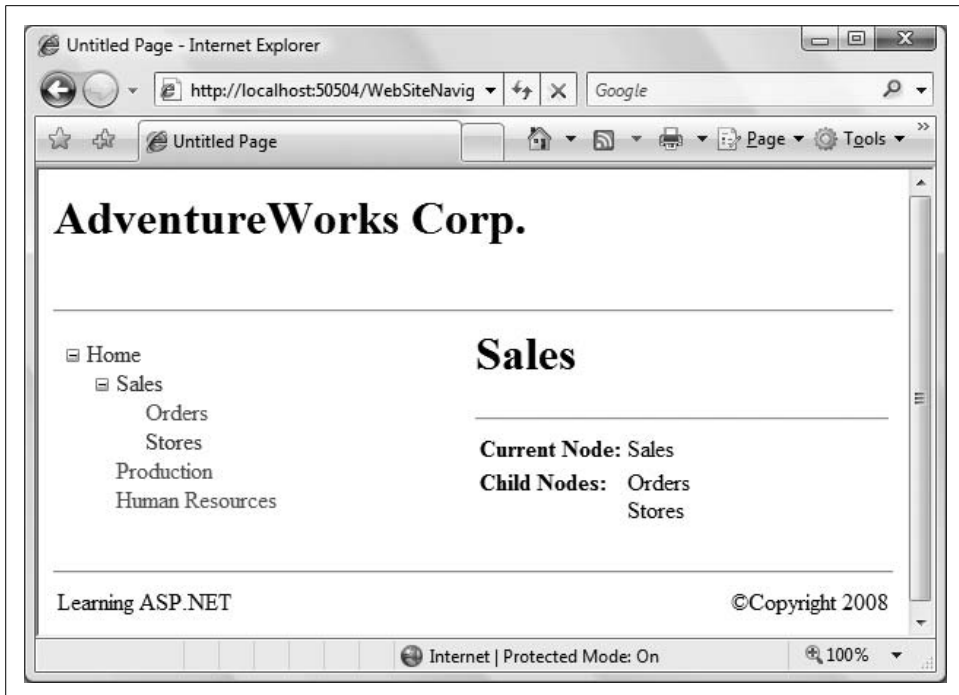 Untitled Page - Internet Explorer
http://localhost:50504/WebSiteNavig
Google
Untitled Page
Page
Tools
AdventureWorks Corp.
Home
Sales
Orders
Stores
Production
Human Resources
Sales
Current Node: Sales
Child Nodes: Orders
Stores
Learning ASP.NET
©Copyright 2008
Internet | Protected Mode: On
100%